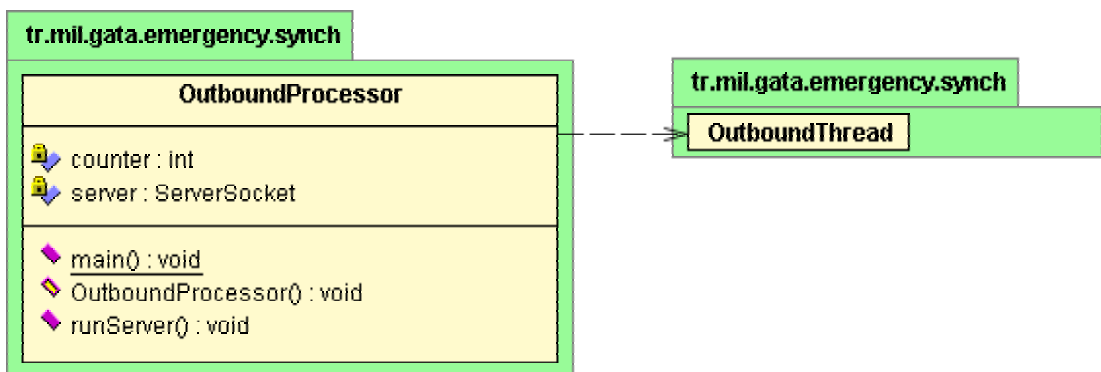 tr.mil.gata.emergency.synch
OutboundProcessor
counter : int
server : ServerSocket
main() : void
OutboundProcessor() : void
runServer() : void
tr.mil.gata.emergency.synch
OutboundThread